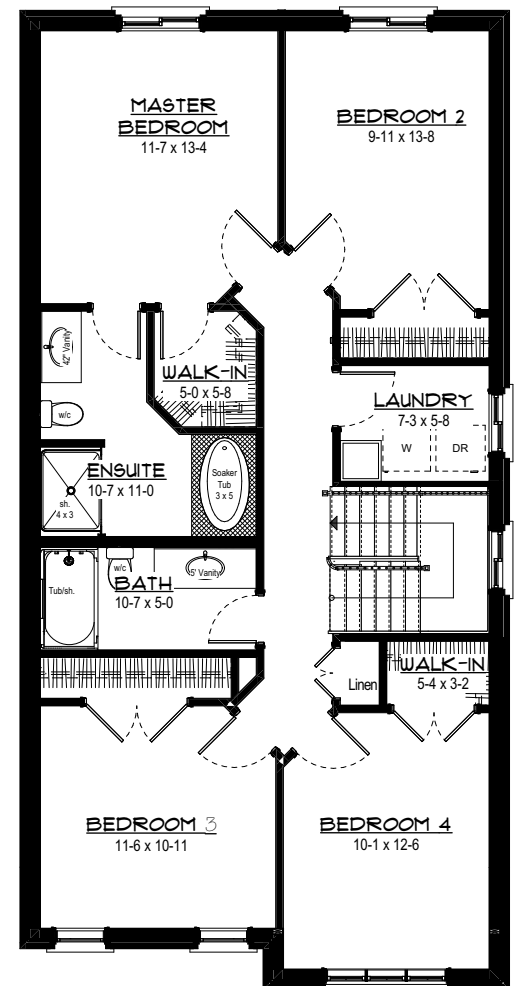 MASTER
BEDROOM
11-7 x 13-4
BEDROOM 2
9-11 x 13-8
42" Vanity
w/c
WALK-IN
5-0 x 5-8
LAUNDRY
7-3 x 5-8
W
DR
ENSUITE
10-7 x 11-0
sh.
4 x 3
Soaker
Tub
3 x 5
w/c
5' Vanity
BATH
10-7 x 5-0
Tub/sh.
Linen
WALK-IN
5-4 x 3-2
BEDROOM 3
11-6 x 10-11
BEDROOM 4
10-1 x 12-6